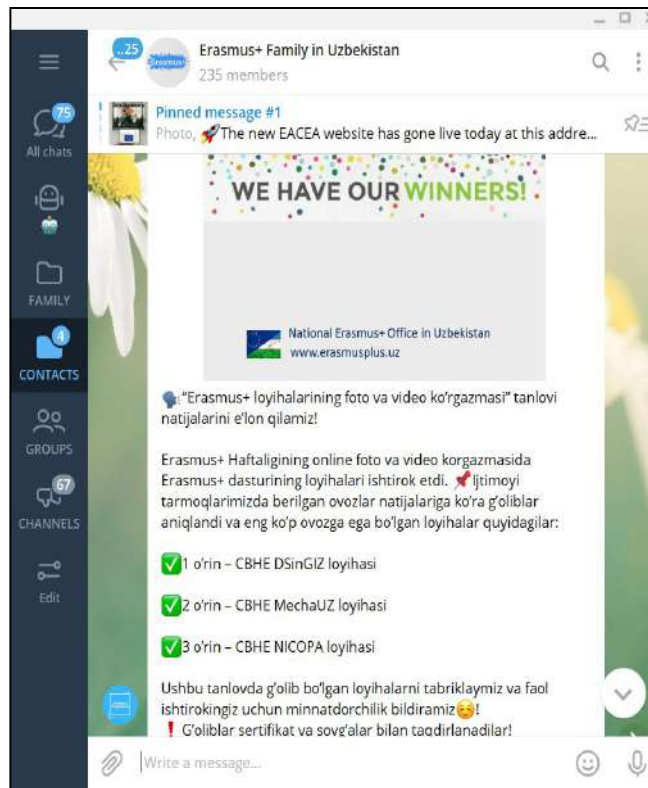 ..25
Erasmus+ Family in Uzbekistan
235 members
Pinned message #1
Photo, 🚀The new EACEA website has gone live today at this addre...
75
All chats
FAMILY
4
CONTACTS
GROUPS
67
CHANNELS
Edit
WE HAVE OUR WINNERS!
National Erasmus+ Office in Uzbekistan
www.erasmusplus.uz
🗣"Erasmus+ loyihalarining foto va video ko'rgazmasi" tanlovi
natijalarini e'lon qilamiz!
Erasmus+ Haftaligining online foto va video korgazmasida
Erasmus+ dasturining loyihalari ishtirok etdi. 📌Ijtimoyi
tarmoqlarimizda berilgan ovozlar natijalariga ko'ra g'oliblar
aniqlandi va eng ko'p ovozga ega bo'lgan loyihalar quyidagilar:
✅1 o'rin – CBHE DSinGIZ loyihasi
✅2 o'rin – CBHE MechaUZ loyihasi
✅3 o'rin – CBHE NICOPA loyihasi
Ushbu tanlovda g'olib bo'lgan loyihalarni tabriklaymiz va faol
ishtirokingiz uchun minnatdorchilik bildiramiz☺️!
❗ G'oliblar sertifikat va sovg'alar bilan taqdirlanadilar!
Write a message...